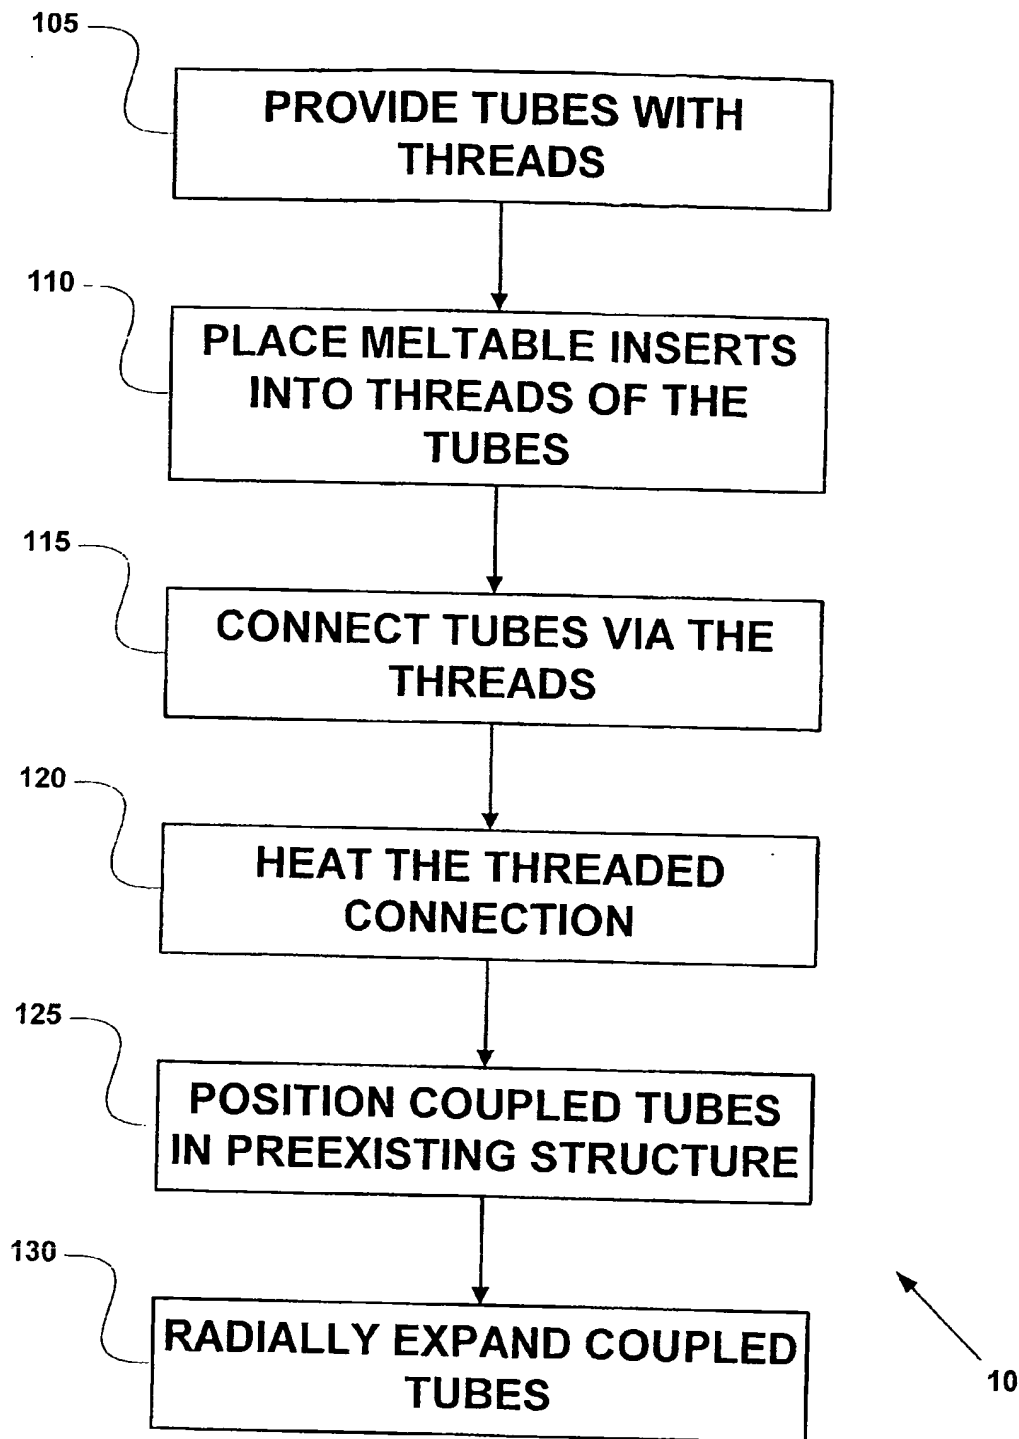 105
PROVIDE TUBES WITH
THREADS
110
PLACE MELTABLE INSERTS
INTO THREADS OF THE
TUBES
115
CONNECT TUBES VIA THE
THREADS
120
HEAT THE THREADED
CONNECTION
125
POSITION COUPLED TUBES
IN PREEXISTING STRUCTURE
130
RADIALLY EXPAND COUPLED
TUBES
10